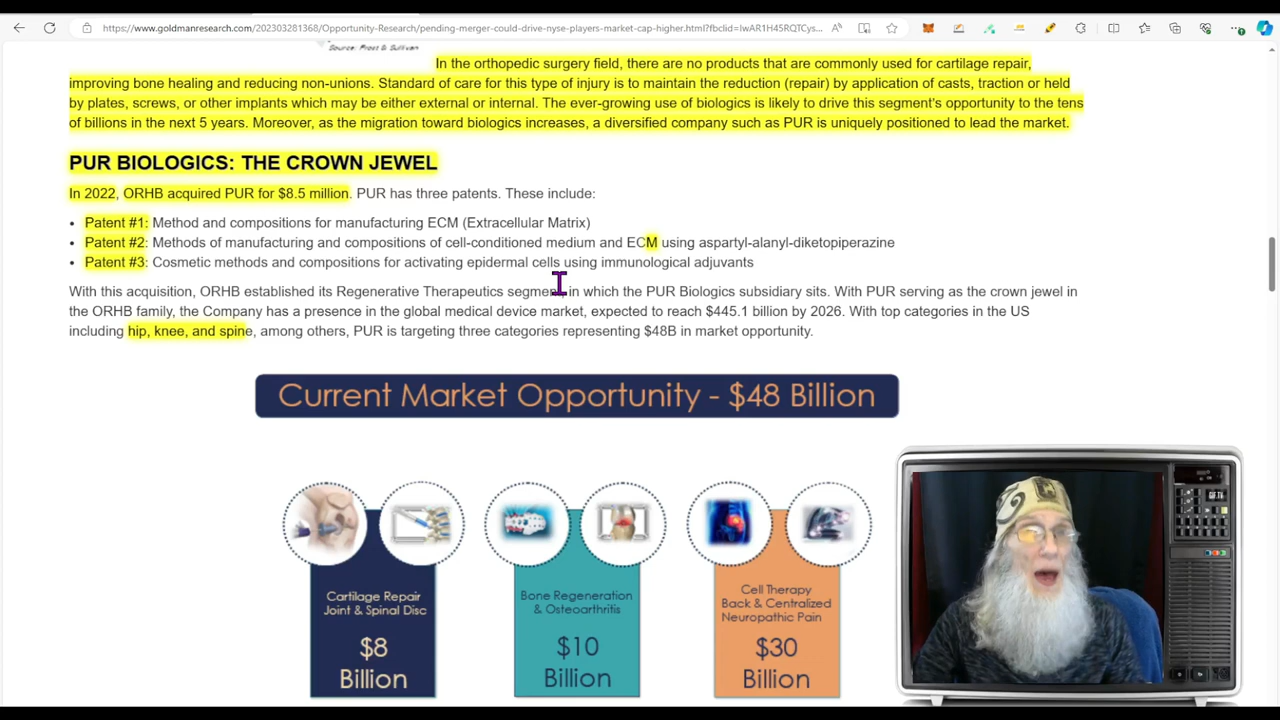 https://www.goldmanresearch.com/202303281368/Opportunity-Research/pending-merger-could-drive-nyse-players-market-cap-higher.html?fbclid=IwAR1H45RQTCys...
Source: Frost & Sullivan
In the orthopedic surgery field, there are no products that are commonly used for cartilage repair,
improving bone healing and reducing non-unions. Standard of care for this type of injury is to maintain the reduction (repair) by application of casts, traction or held
by plates, screws, or other implants which may be either external or internal. The ever-growing use of biologics is likely to drive this segment's opportunity to the tens
of billions in the next 5 years. Moreover, as the migration toward biologics increases, a diversified company such as PUR is uniquely positioned to lead the market.
PUR BIOLOGICS: THE CROWN JEWEL
In 2022, ORHB acquired PUR for $8.5 million. PUR has three patents. These include:
• Patent #1: Method and compositions for manufacturing ECM (Extracellular Matrix)
• Patent #2: Methods of manufacturing and compositions of cell-conditioned medium and ECM using aspartyl-alanyl-diketopiperazine
• Patent #3: Cosmetic methods and compositions for activating epidermal cells using immunological adjuvants
With this acquisition, ORHB established its Regenerative Therapeutics segment, in which the PUR Biologics subsidiary sits. With PUR serving as the crown jewel in
the ORHB family, the Company has a presence in the global medical device market, expected to reach $445.1 billion by 2026. With top categories in the US
including hip, knee, and spine, among others, PUR is targeting three categories representing $48B in market opportunity.
Current Market Opportunity - $48 Billion
Cartilage Repair
Joint & Spinal Disc
$8
Billion
Bone Regeneration
& Osteoarthritis
$10
Billion
Cell Therapy
Back & Centralized
Neuropathic Pain
$30
Billion